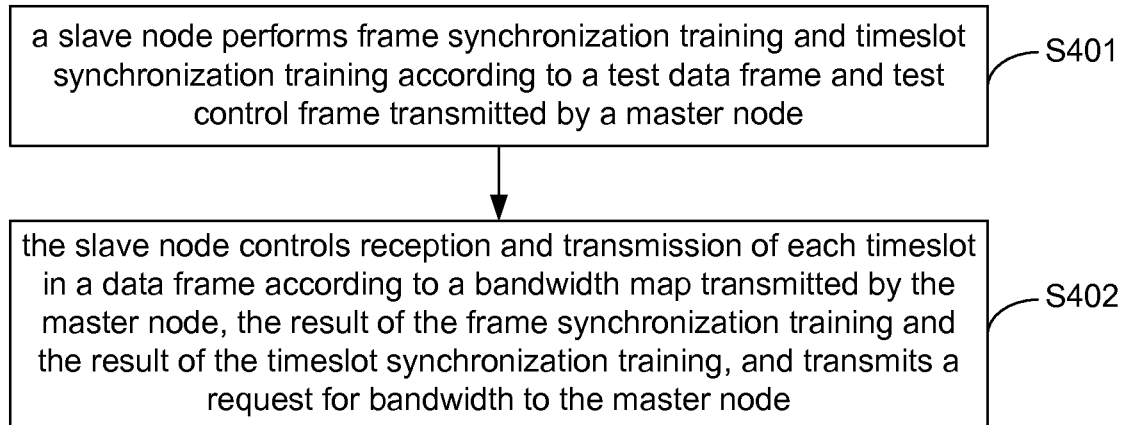 a slave node performs frame synchronization training and timeslot
synchronization training according to a test data frame and test
control frame transmitted by a master node
S401
the slave node controls reception and transmission of each timeslot
in a data frame according to a bandwidth map transmitted by the
master node, the result of the frame synchronization training and
the result of the timeslot synchronization training, and transmits a
request for bandwidth to the master node
S402